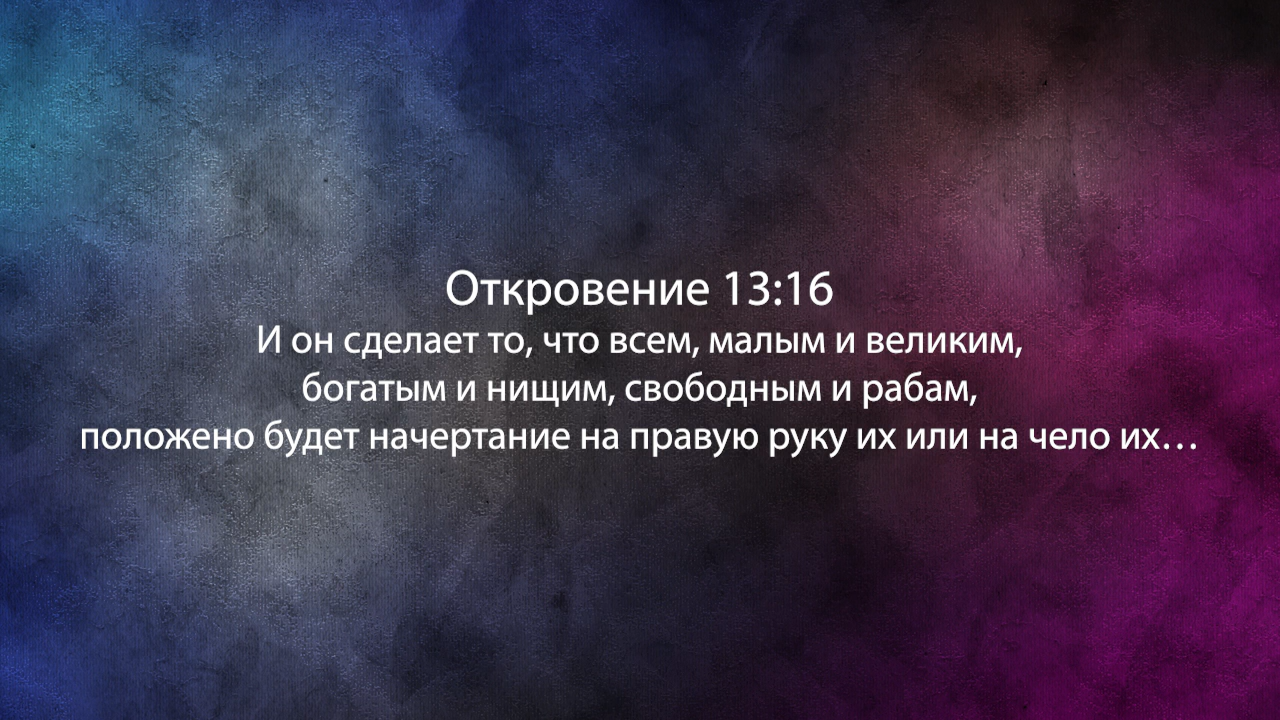 Откровение 13:16
И он сделает то, что всем, малым и великим,
богатым и нищим, свободным и рабам,
положено будет начертание на правую руку их или на чело их…